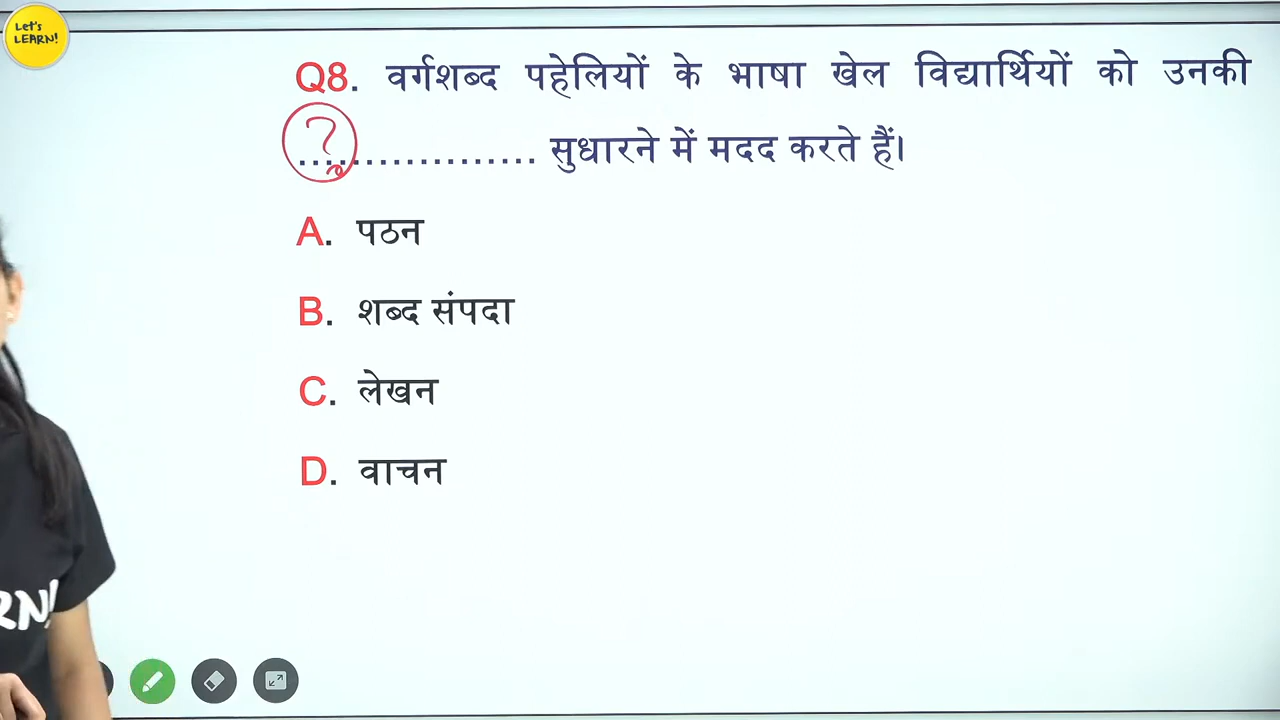 Let's
LEARN!
Q8. वर्गशब्द पहेलियों के भाषा खेल विद्यार्थियों को उनकी
?
.................. सुधारने में मदद करते हैं।
A. पठन
B. शब्द संपदा
C. लेखन
D. वाचन
RN!